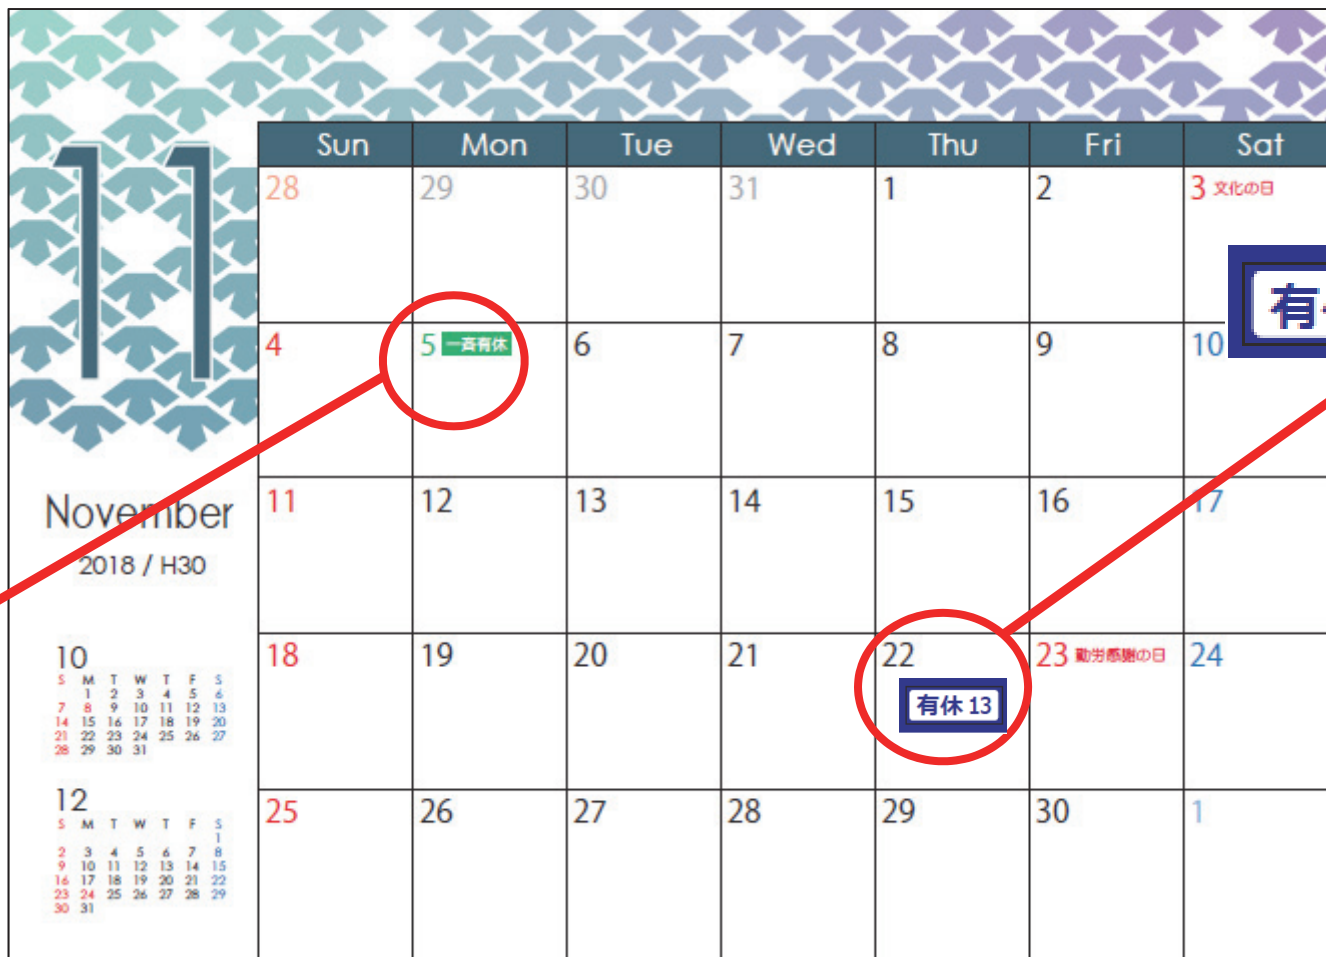 11
November
2018 / H30
Sun Mon Tue Wed Thu Fri Sat
28 29 30 31 1 2 3 文化の日
有
4 5 一斉有休 6 7 8 9 10
11 12 13 14 15 16 17
18 19 20 21 22 23 勤労感謝の日 24
有休 13
25 26 27 28 29 30 1
10
S M T W T F S
1 2 3 4 5 6
7 8 9 10 11 12 13
14 15 16 17 18 19 20
21 22 23 24 25 26 27
28 29 30 31
12
S M T W T F S
1
2 3 4 5 6 7 8
9 10 11 12 13 14 15
16 17 18 19 20 21 22
23 24 25 26 27 28 29
30 31